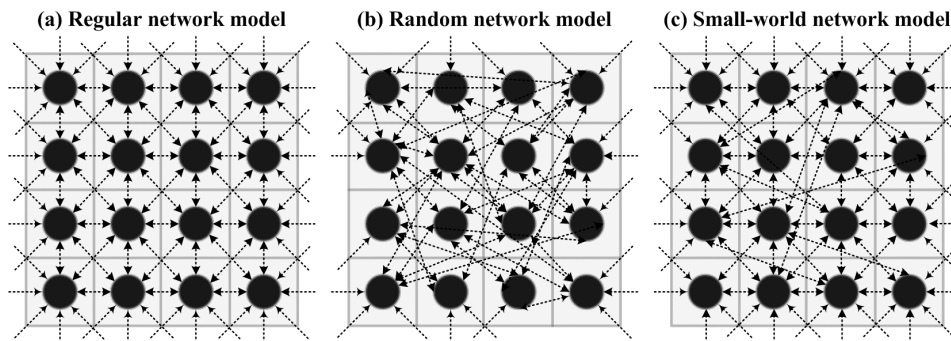 (a) Regular network model
(b) Random network model
(c) Small-world network model